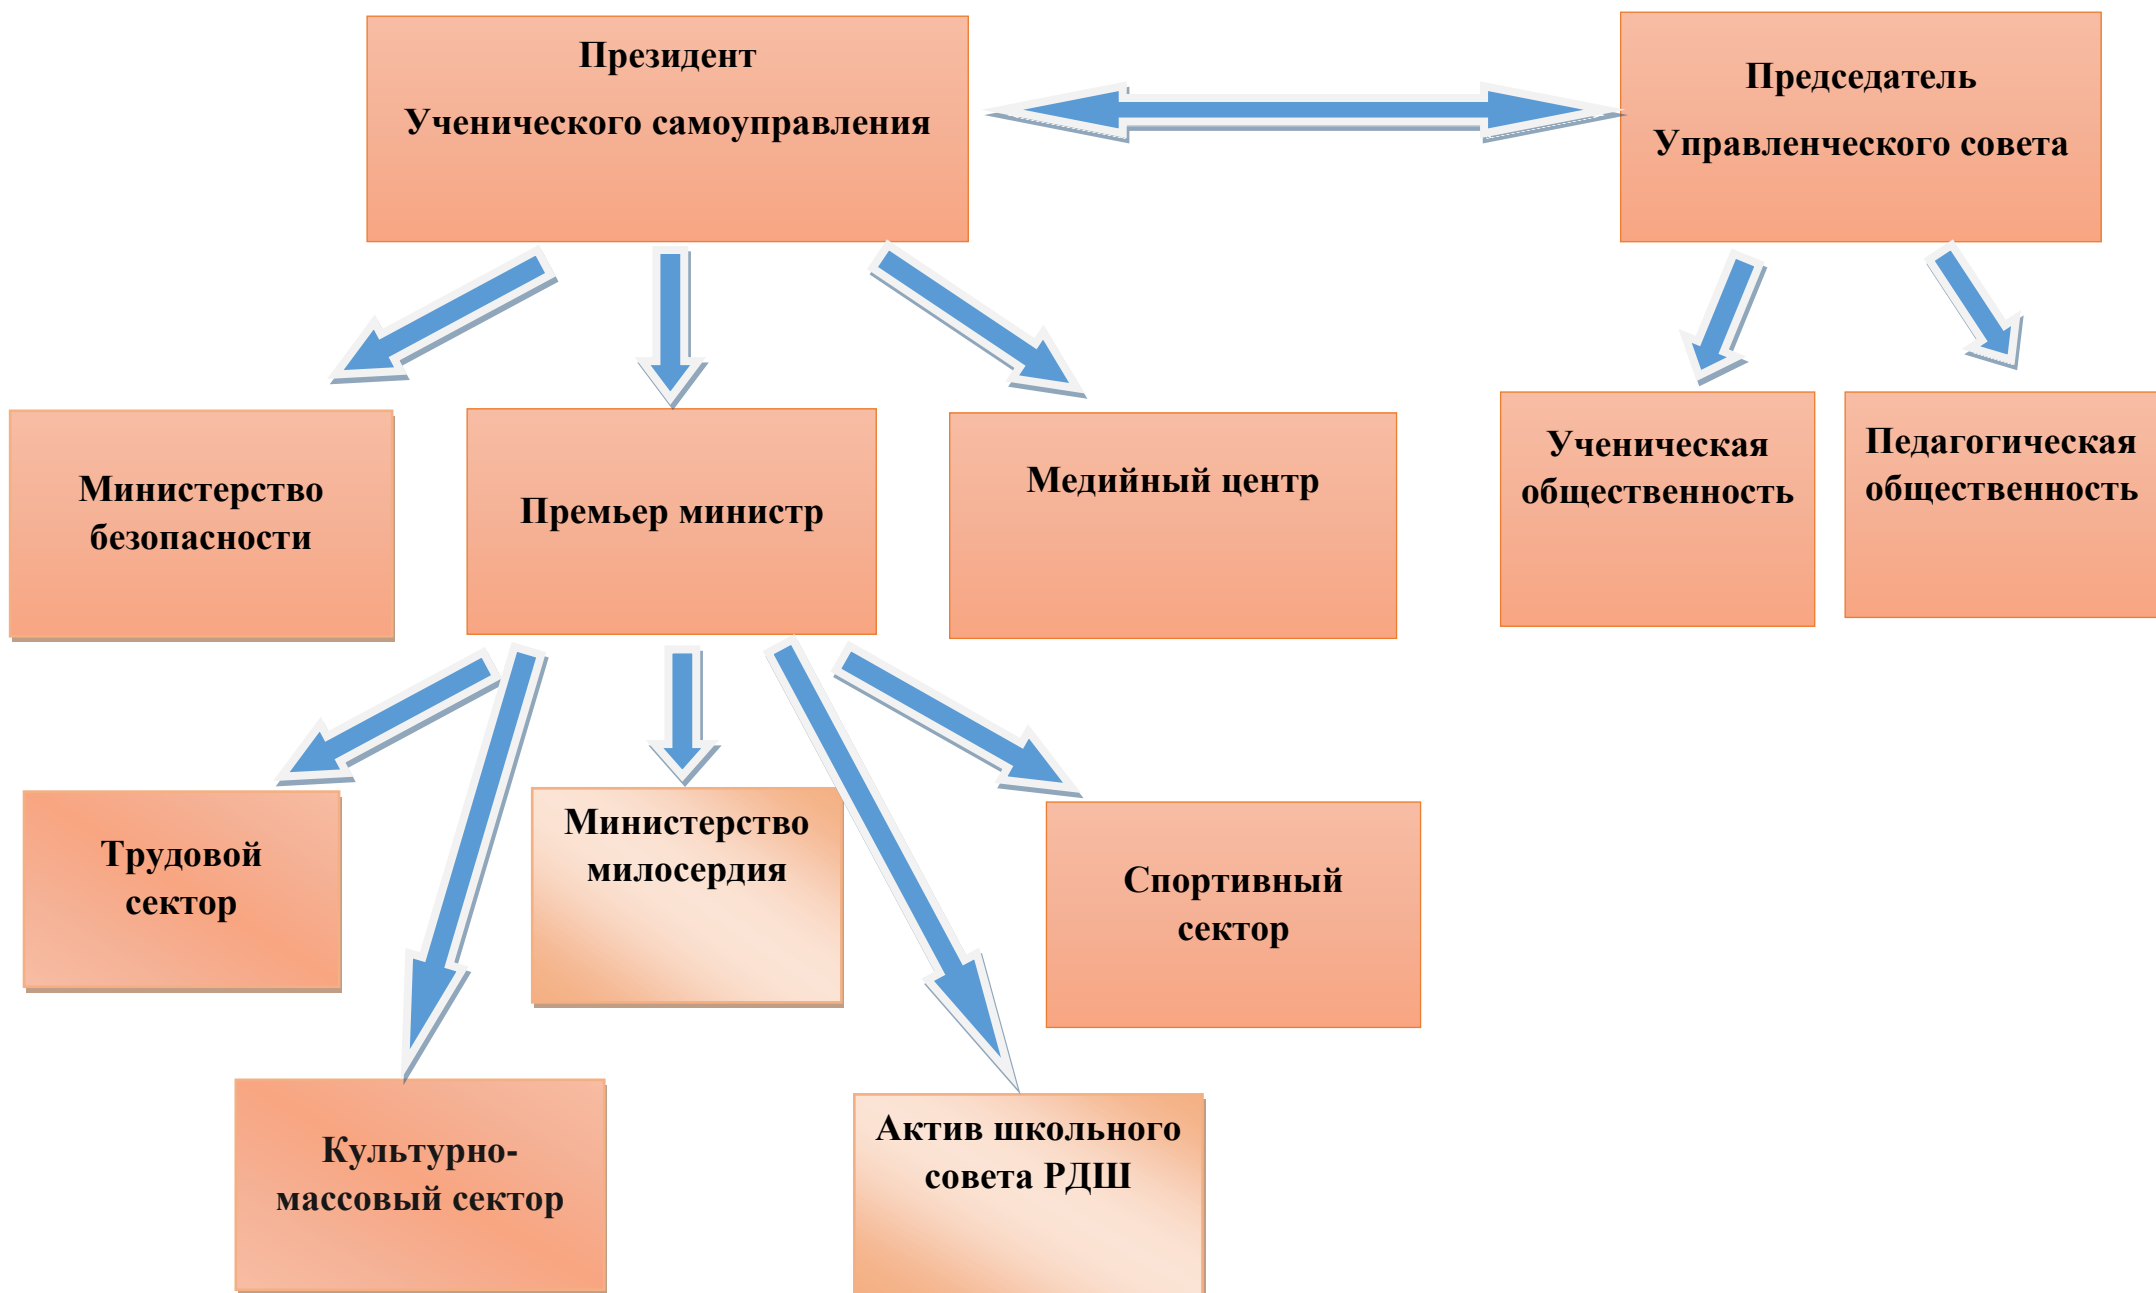 Президент
Ученического самоуправления
Председатель
Управленческого совета
Министерство
безопасности
Премьер министр
Медийный центр
Ученическая
общественность
Педагогическая
общественность
Трудовой
сектор
Министерство
милосердия
Спортивный
сектор
Культурно-
массовый сектор
Актив школьного
совета РДШ